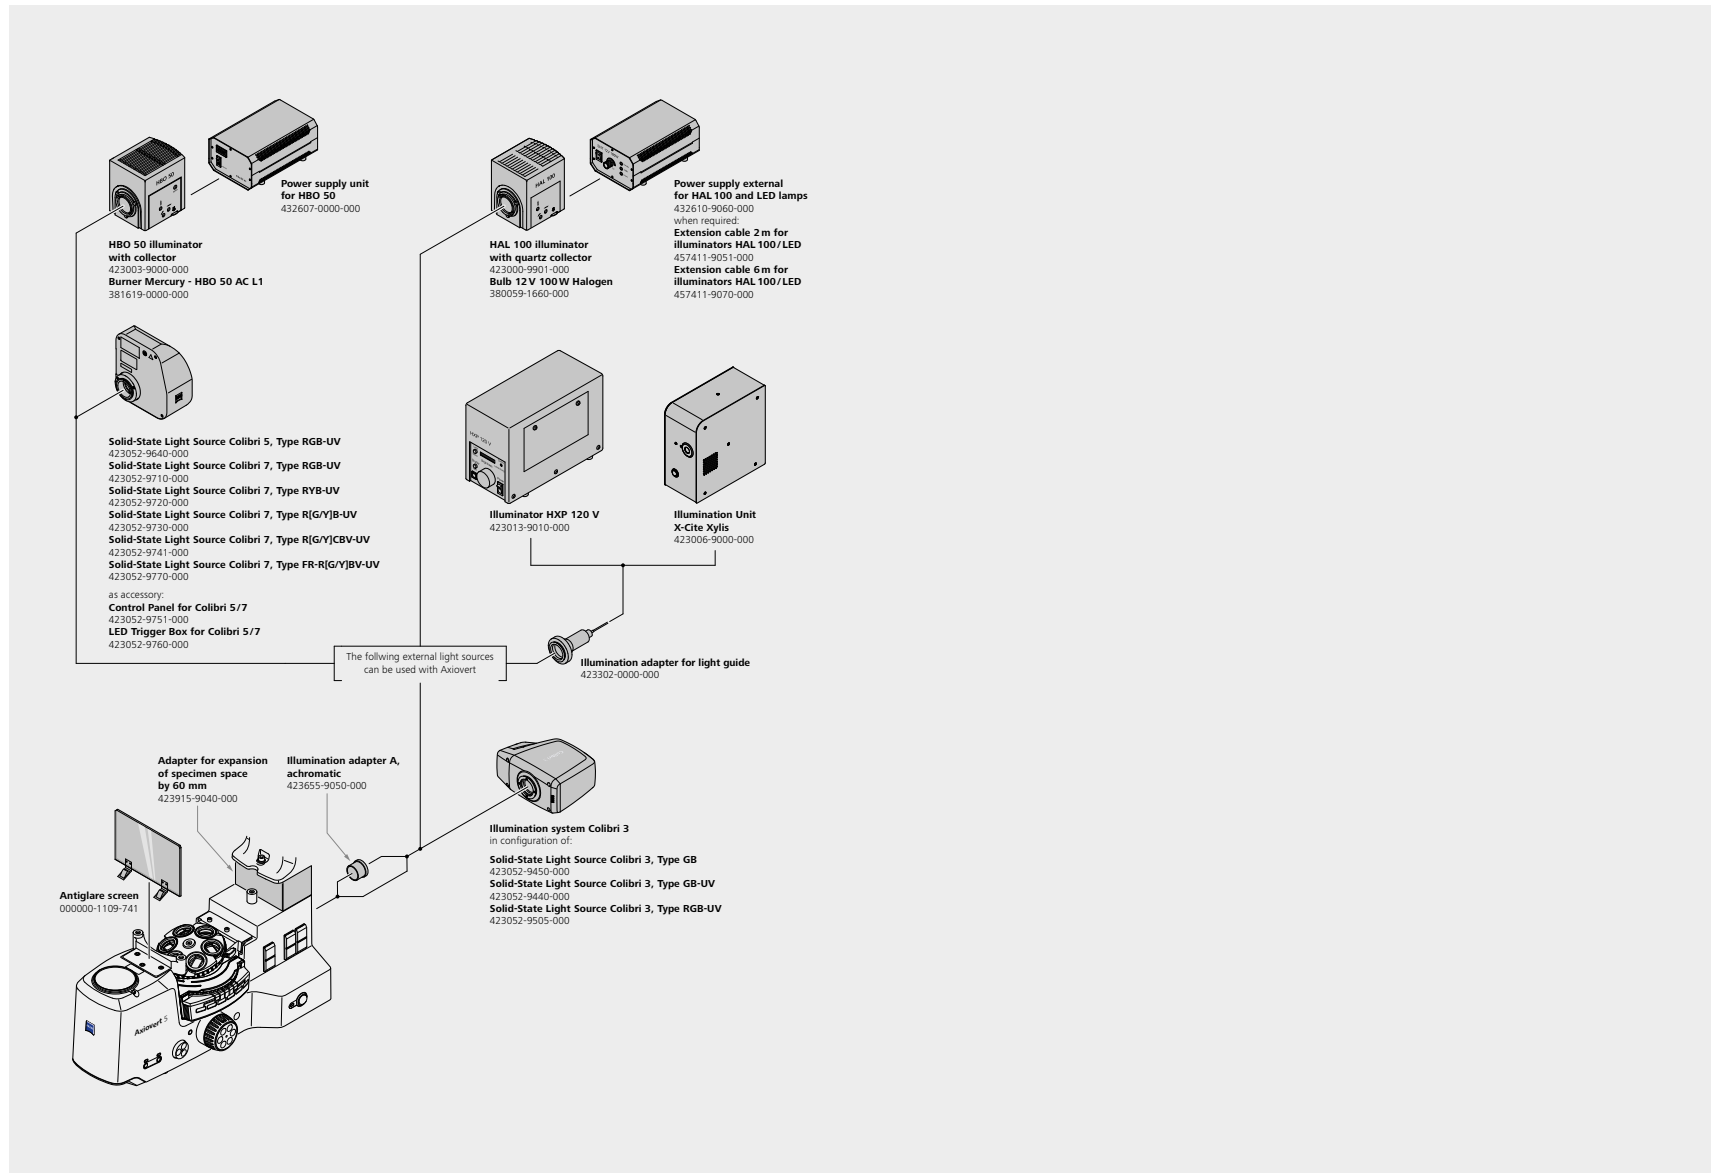 HBO 50
Power supply unit
for HBO 50
432607-0000-000
HBO 50 illuminator
with collector
423003-9000-000
Burner Mercury - HBO 50 AC L1
381619-0000-000
HAL 100
Power supply external
for HAL 100 and LED lamps
432610-9060-000
when required:
Extension cable 2 m for
illuminators HAL 100/LED
457411-9051-000
Extension cable 6 m for
illuminators HAL 100/LED
457411-9070-000
HAL 100 illuminator
with quartz collector
423000-9901-000
Bulb 12 V 100 W Halogen
380059-1660-000
Solid-State Light Source Colibri 5, Type RGB-UV
423052-9640-000
Solid-State Light Source Colibri 7, Type RGB-UV
423052-9710-000
Solid-State Light Source Colibri 7, Type RYB-UV
423052-9720-000
Solid-State Light Source Colibri 7, Type R[G/Y]B-UV
423052-9730-000
Solid-State Light Source Colibri 7, Type R[G/Y]CBV-UV
423052-9741-000
Solid-State Light Source Colibri 7, Type FR-R[G/Y]BV-UV
423052-9770-000
as accessory:
Control Panel for Colibri 5/7
423052-9751-000
LED Trigger Box for Colibri 5/7
423052-9760-000
HXP 120 V
Illuminator HXP 120 V
423013-9010-000
Illumination Unit
X-Cite Xylis
423006-9000-000
The follwing external light sources
can be used with Axiovert
Illumination adapter for light guide
423302-0000-000
Adapter for expansion
of specimen space
by 60 mm
423915-9040-000
Illumination adapter A,
achromatic
423655-9050-000
Illumination system Colibri 3
in configuration of:
Solid-State Light Source Colibri 3, Type GB
423052-9450-000
Solid-State Light Source Colibri 3, Type GB-UV
423052-9440-000
Solid-State Light Source Colibri 3, Type RGB-UV
423052-9505-000
Antiglare screen
000000-1109-741
Axiovert 5